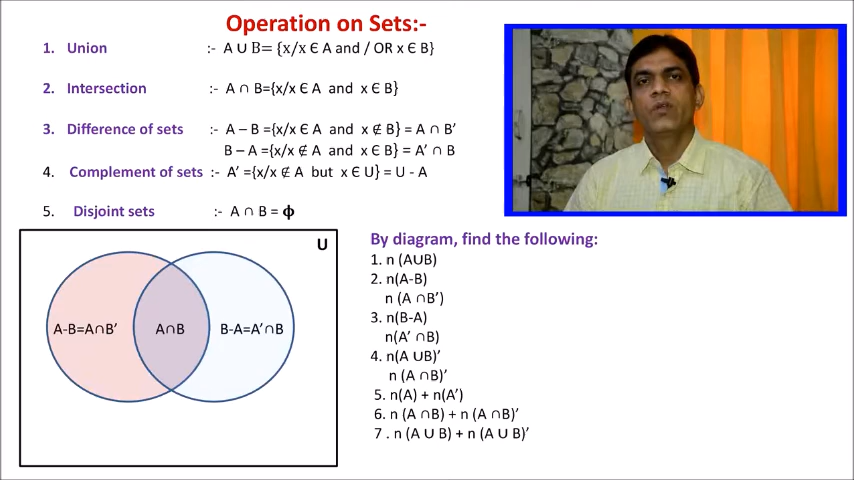 Operation on Sets:-
1. Union :- A ∪ B= {x/x Є A and / OR x Є B}
2. Intersection :- A ∩ B={x/x Є A and x Є B}
3. Difference of sets :- A – B ={x/x Є A and x ∉ B} = A ∩ B’
B – A ={x/x ∉ A and x Є B} = A’ ∩ B
4. Complement of sets :- A’ ={x/x ∉ A but x Є U} = U - A
5. Disjoint sets :- A ∩ B = ϕ
U
A-B=A∩B’ A∩B B-A=A’∩B
By diagram, find the following:
1. n (A∪B)
2. n(A-B)
n (A ∩B’)
3. n(B-A)
n(A’ ∩B)
4. n(A ∪B)’
n (A ∩B)’
5. n(A) + n(A’)
6. n (A ∩B) + n (A ∩B)’
7 . n (A ∪ B) + n (A ∪ B)’